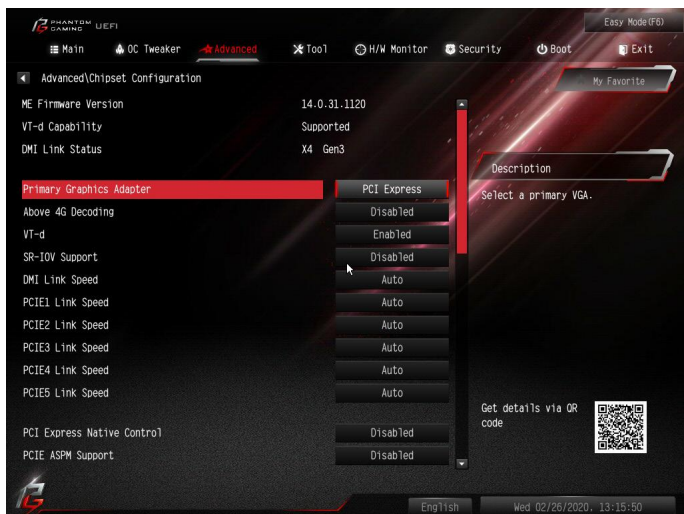 PHANTOM GAMING UEFI
Easy Mode(F6)
Main OC Tweaker Advanced Tool H/W Monitor Security Boot Exit
Advanced\Chipset Configuration
My Favorite
ME Firmware Version 14.0.31.1120
VT-d Capability Supported
DMI Link Status X4 Gen3
Description
Primary Graphics Adapter PCI Express
Select a primary VGA.
Above 4G Decoding Disabled
VT-d Enabled
SR-IOV Support Disabled
DMI Link Speed Auto
PCIE1 Link Speed Auto
PCIE2 Link Speed Auto
PCIE3 Link Speed Auto
PCIE4 Link Speed Auto
PCIE5 Link Speed Auto
Get details via QR
code
PCI Express Native Control Disabled
PCIE ASPM Support Disabled
English
Wed 02/26/2020. 13:15:50